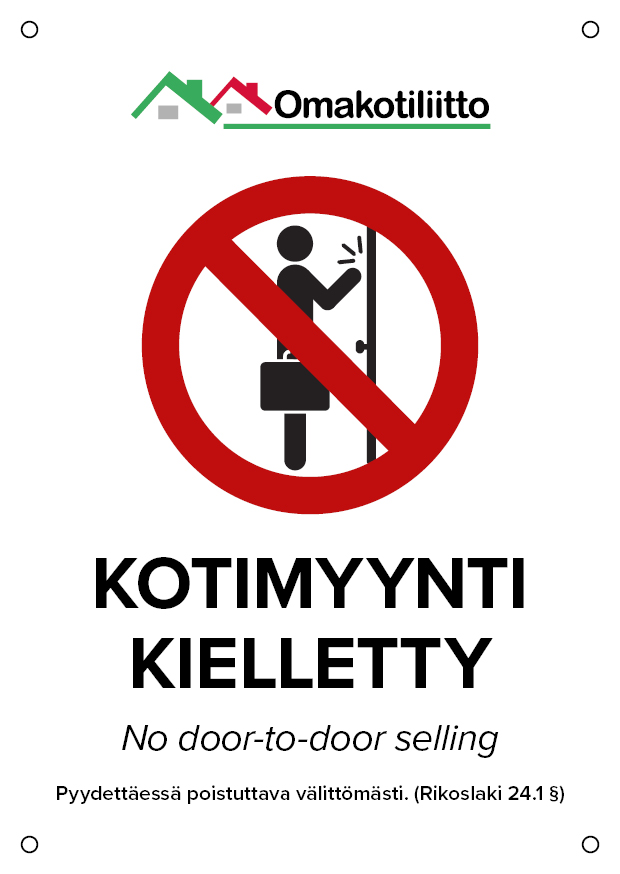 Omakotiliitto
KOTIMYYNTI
KIELLETTY
No door-to-door selling
Pyydettäessä poistuttava välittömästi. (Rikoslaki 24.1 §)